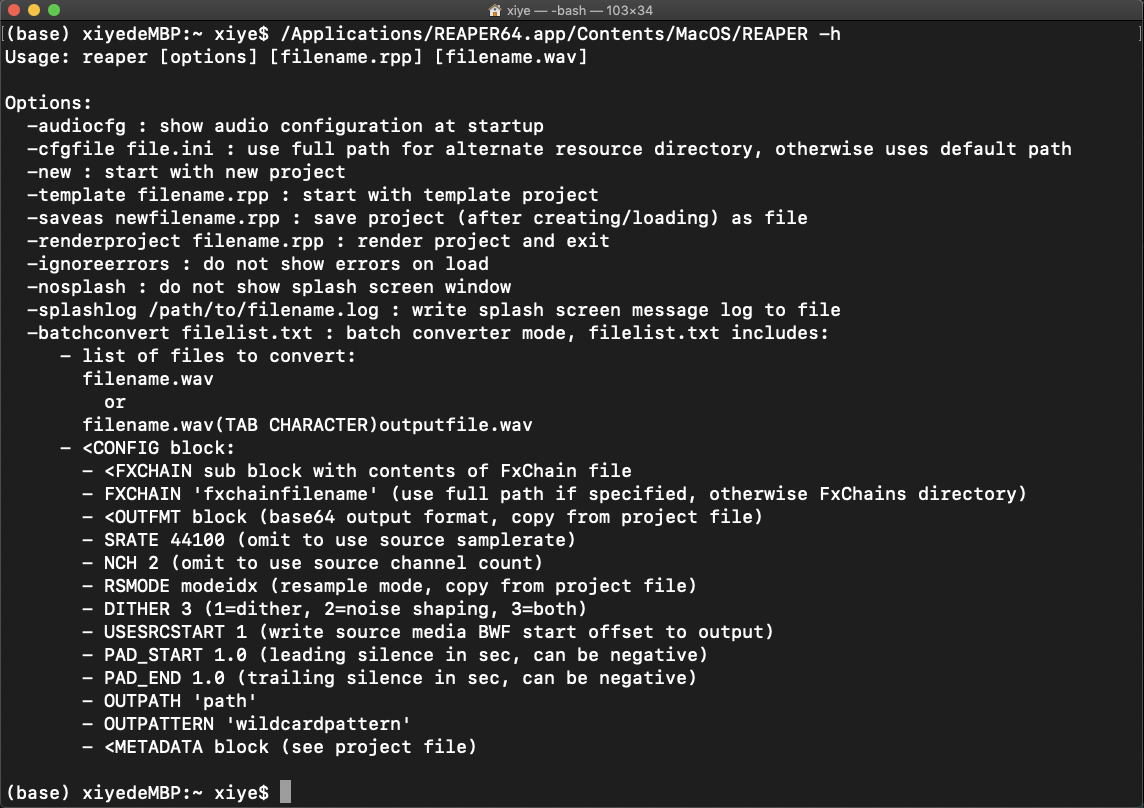 xiye — -bash — 103×34
(base) xiyedeMBP:~ xiye$ /Applications/REAPER64.app/Contents/MacOS/REAPER -h
Usage: reaper [options] [filename.rpp] [filename.wav]

Options:
  -audiocfg : show audio configuration at startup
  -cfgfile file.ini : use full path for alternate resource directory, otherwise uses default path
  -new : start with new project
  -template filename.rpp : start with template project
  -saveas newfilename.rpp : save project (after creating/loading) as file
  -renderproject filename.rpp : render project and exit
  -ignoreerrors : do not show errors on load
  -nosplash : do not show splash screen window
  -splashlog /path/to/filename.log : write splash screen message log to file
  -batchconvert filelist.txt : batch converter mode, filelist.txt includes:
     - list of files to convert:
       filename.wav
         or
       filename.wav(TAB CHARACTER)outputfile.wav
     - <CONFIG block:
       - <FXCHAIN sub block with contents of FxChain file
       - FXCHAIN 'fxchainfilename' (use full path if specified, otherwise FxChains directory)
       - <OUTFMT block (base64 output format, copy from project file)
       - SRATE 44100 (omit to use source samplerate)
       - NCH 2 (omit to use source channel count)
       - RSMODE modeidx (resample mode, copy from project file)
       - DITHER 3 (1=dither, 2=noise shaping, 3=both)
       - USESRCSTART 1 (write source media BWF start offset to output)
       - PAD_START 1.0 (leading silence in sec, can be negative)
       - PAD_END 1.0 (trailing silence in sec, can be negative)
       - OUTPATH 'path'
       - OUTPATTERN 'wildcardpattern'
       - <METADATA block (see project file)

(base) xiyedeMBP:~ xiye$